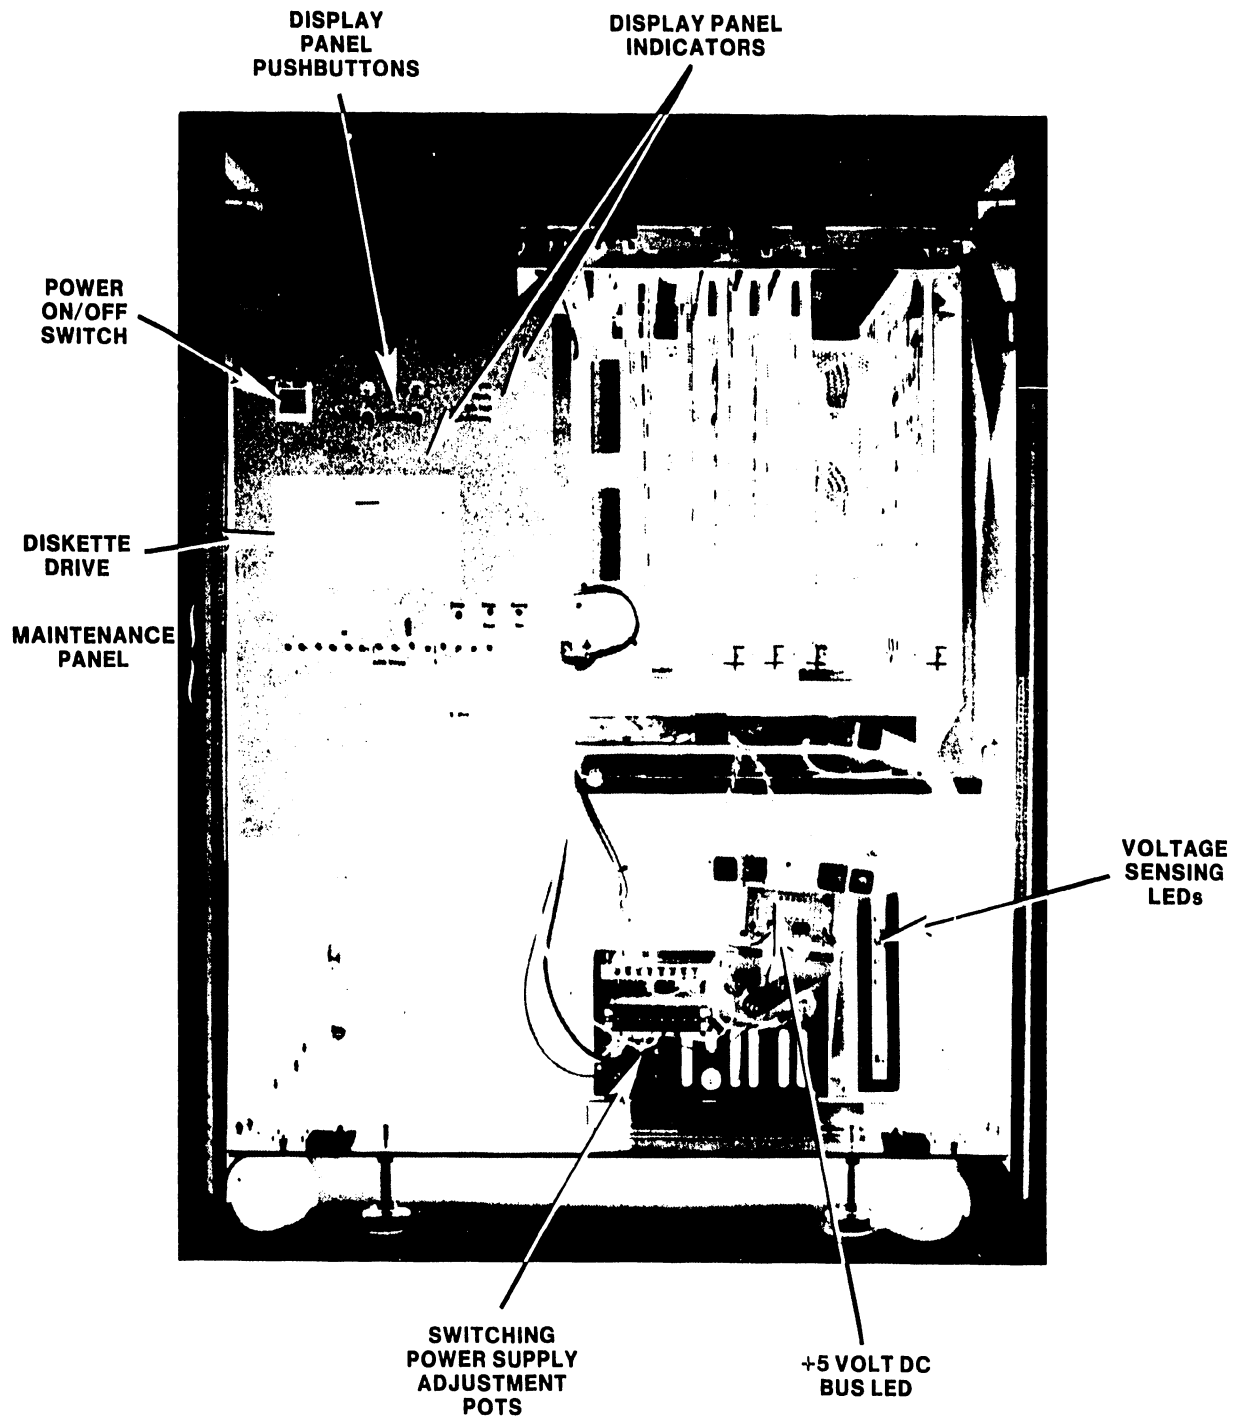 DISPLAY
PANEL
PUSHBUTTONS
DISPLAY PANEL
INDICATORS
POWER
ON/OFF
SWITCH
DISKETTE
DRIVE
MAINTENANCE
PANEL
VOLTAGE
SENSING
LEDs
SWITCHING
POWER SUPPLY
ADJUSTMENT
POTS
+5 VOLT DC
BUS LED